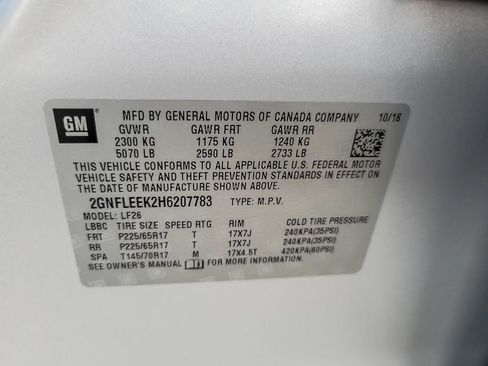 GM ®
MFD BY GENERAL MOTORS OF CANADA COMPANY 10/16
GVWR GAWR FRT GAWR RR
2300 KG 1175 KG 1240 KG
5070 LB 2590 LB 2733 LB
THIS VEHICLE CONFORMS TO ALL APPLICABLE U.S. FEDERAL MOTOR
VEHICLE SAFETY AND THEFT PREVENTION STANDARDS IN EFFECT ON
THE DATE OF MANUFACTURE SHOWN ABOVE.
2GNFLEEK2H6207783 TYPE: M.P.V.
MODEL: LF26
LBBC TIRE SIZE SPEED RTG RIM COLD TIRE PRESSURE
FRT P225/65R17 T 17X7J 240KPA(35PSI)
RR P225/65R17 T 17X7J 240KPA(35PSI)
SPA T145/70R17 M 17X4.5T 420KPA(60PSI)
SEE OWNER'S MANUAL FOR MORE INFORMATION.